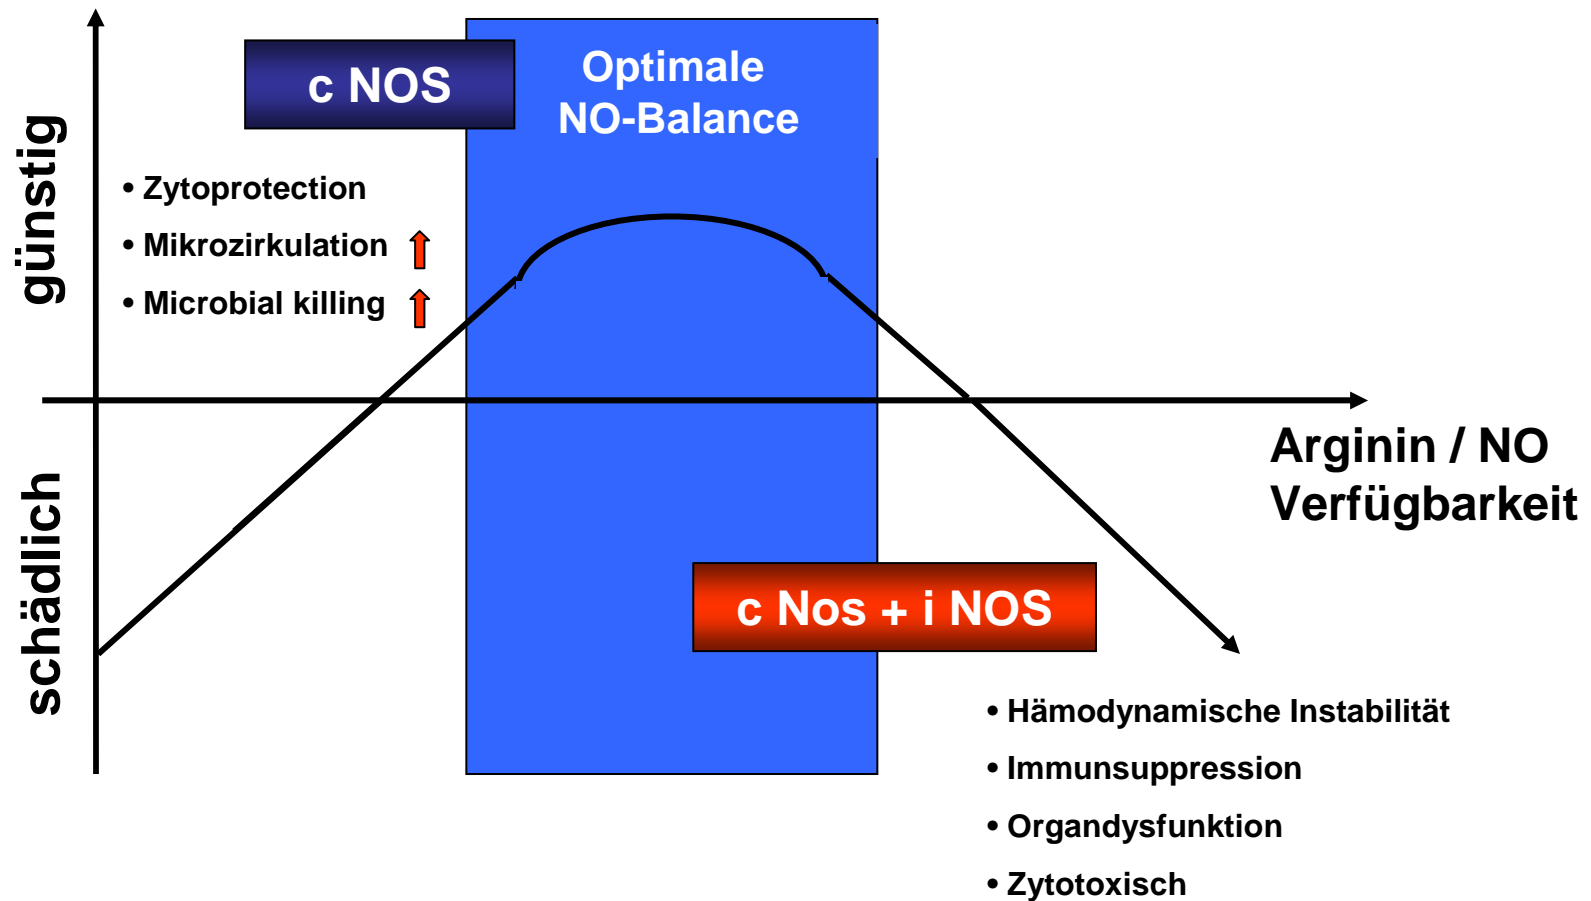 günstig
schädlich
c NOS
Optimale
NO-Balance
• Zytoprotection
• Mikrozirkulation
• Microbial killing
Arginin / NO
Verfügbarkeit
c Nos + i NOS
• Hämodynamische Instabilität
• Immunsuppression
• Organdysfunktion
• Zytotoxisch